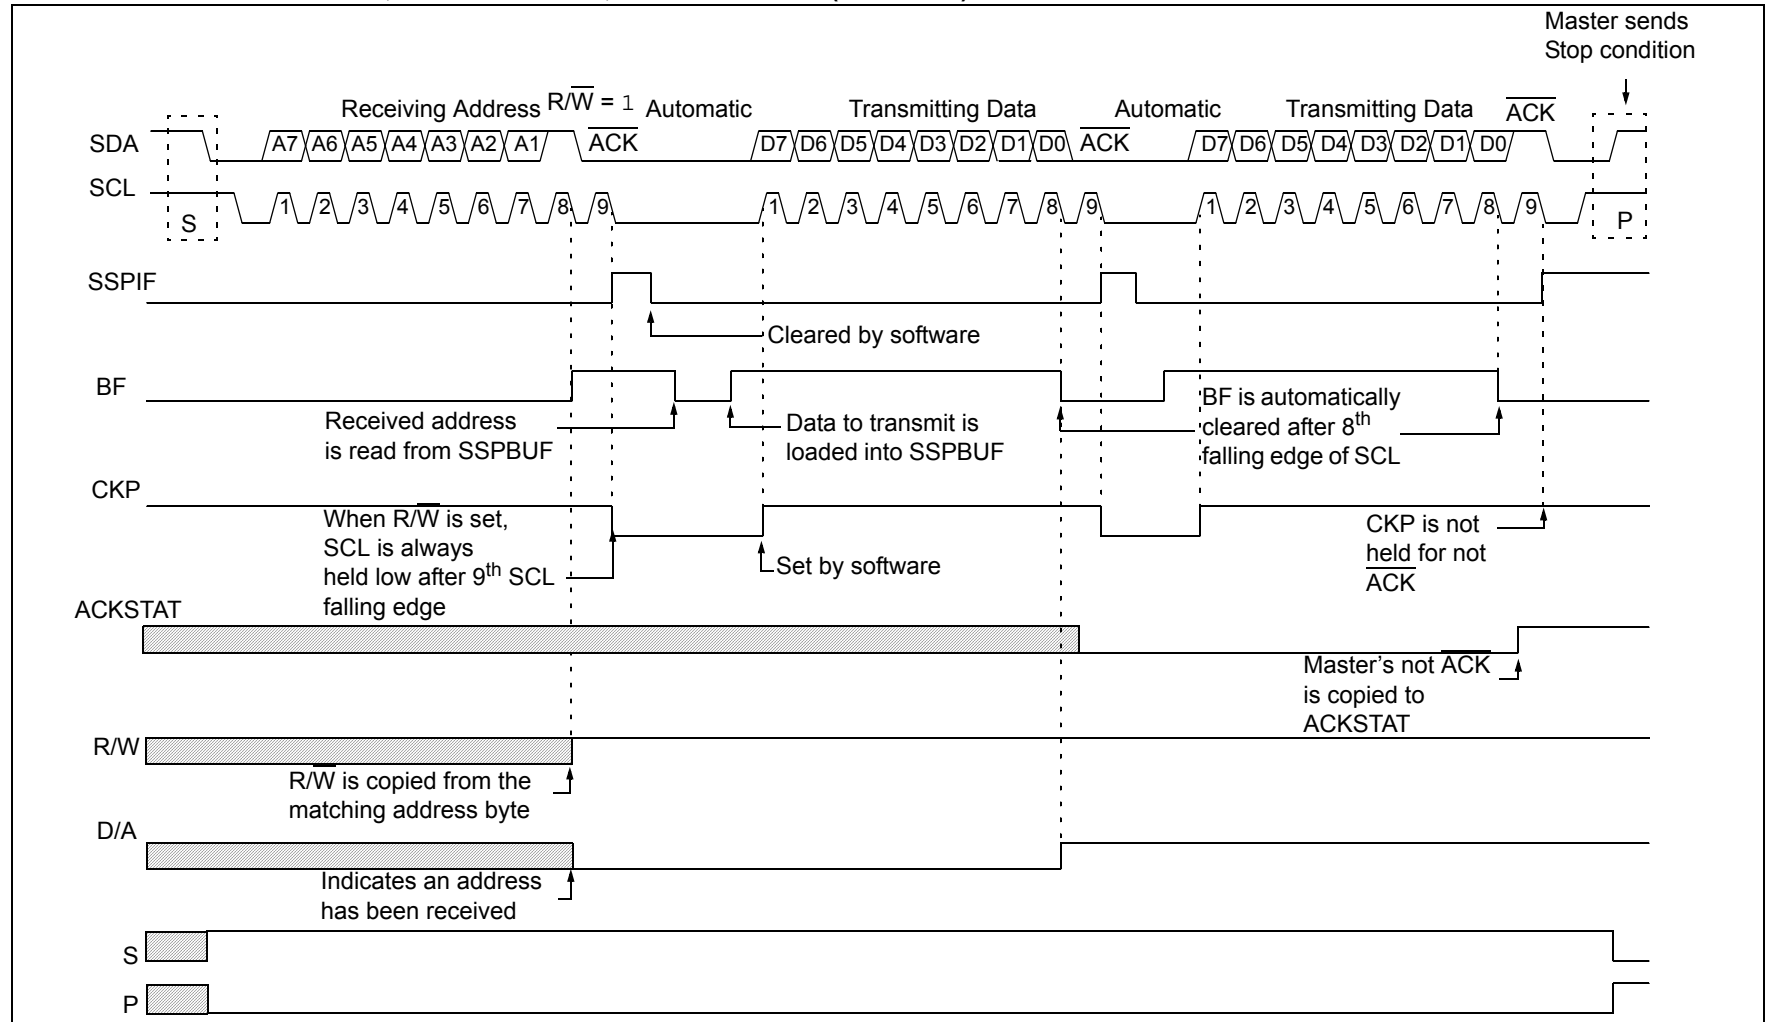 Master sends
Stop condition
Receiving Address R/W̅ = 1 Automatic Transmitting Data Automatic Transmitting Data A̅C̅K̅
SDA A7 A6 A5 A4 A3 A2 A1 A̅C̅K̅ D7 D6 D5 D4 D3 D2 D1 D0 A̅C̅K̅ D7 D6 D5 D4 D3 D2 D1 D0
SCL 1 2 3 4 5 6 7 8 9 1 2 3 4 5 6 7 8 9 1 2 3 4 5 6 7 8 9
S P
SSPIF
Cleared by software
BF
Received address
is read from SSPBUF
Data to transmit is
loaded into SSPBUF
BF is automatically
cleared after 8th
falling edge of SCL
CKP
When R/W̅ is set,
SCL is always
held low after 9th SCL
falling edge
Set by software
CKP is not
held for not
A̅C̅K̅
ACKSTAT
Master's not A̅C̅K̅
is copied to
ACKSTAT
R/W
R/W̅ is copied from the
matching address byte
D/A
Indicates an address
has been received
S
P